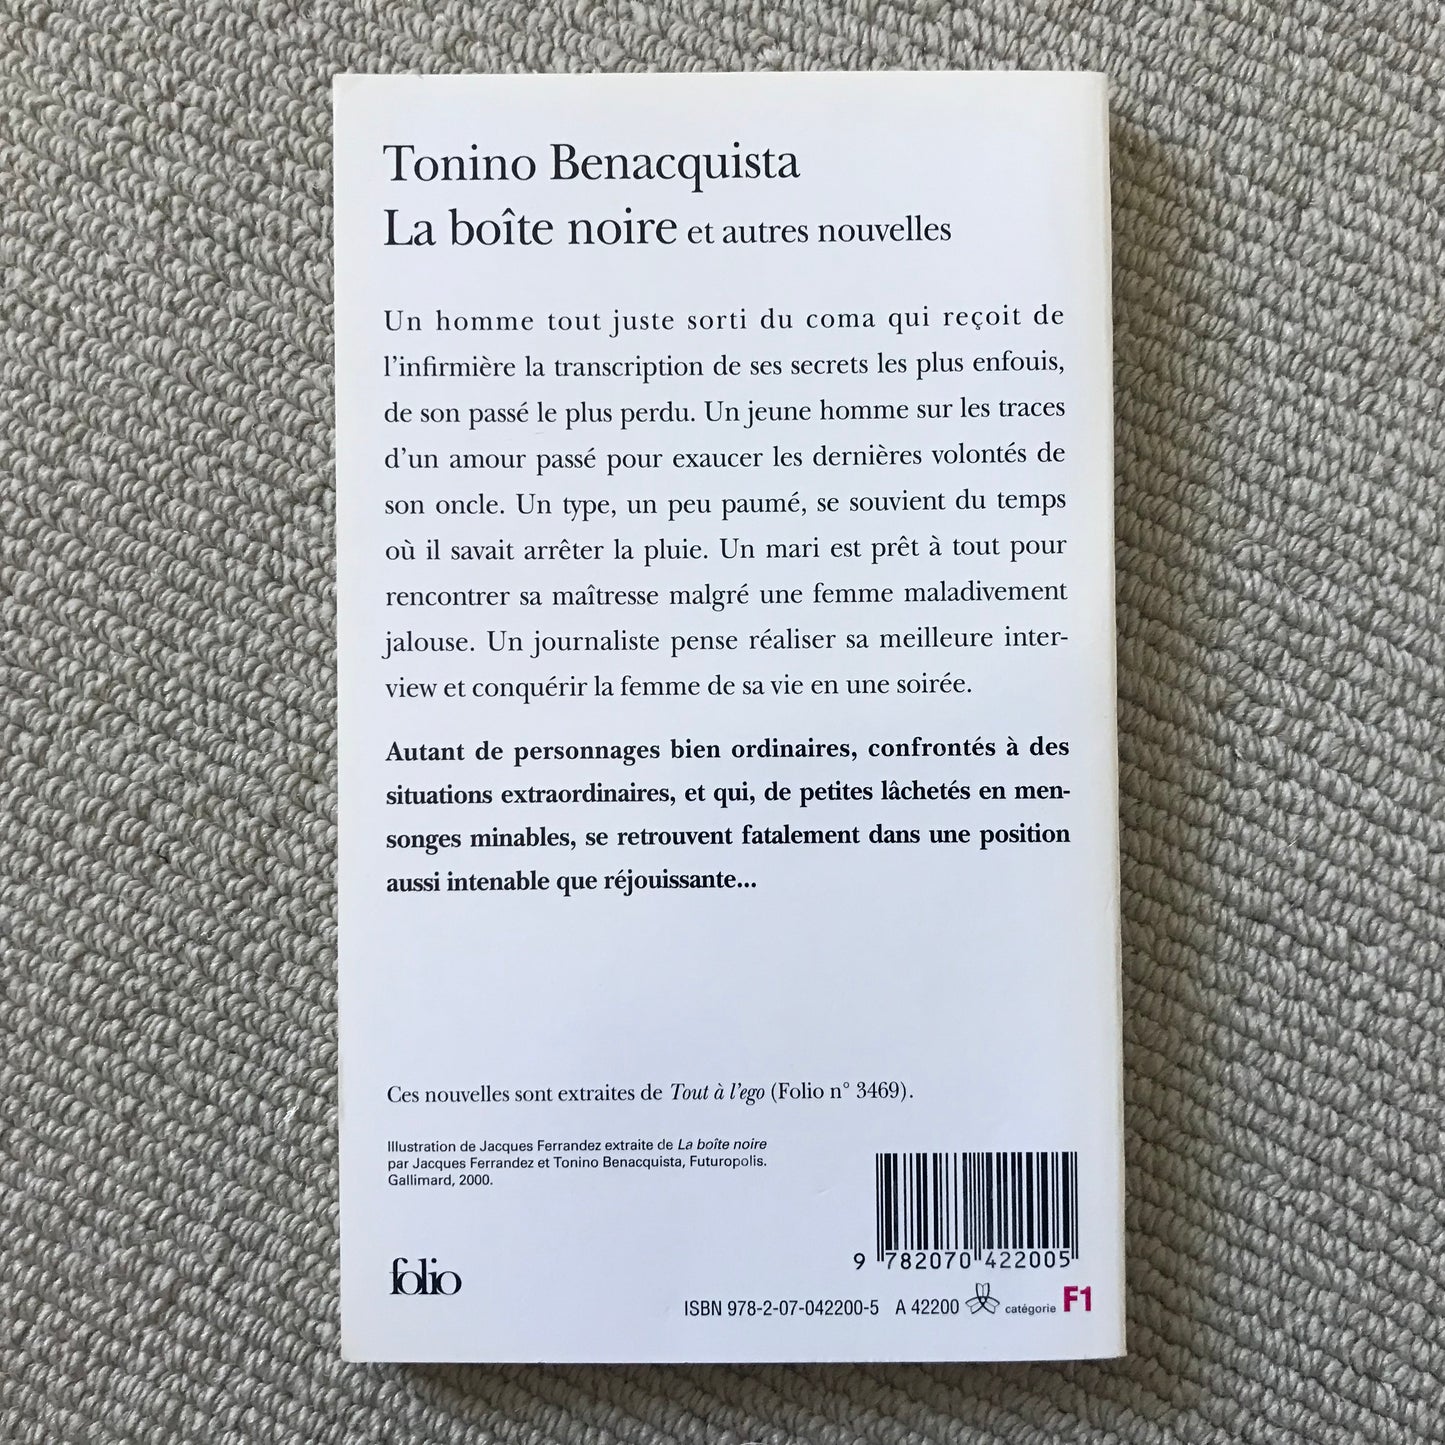 Tonino Benacquista
La boîte noire et autres nouvelles
Un homme tout juste sorti du coma qui reçoit de
l'infirmière la transcription de ses secrets les plus enfouis,
de son passé le plus perdu. Un jeune homme sur les traces
d'un amour passé pour exaucer les dernières volontés de
son oncle. Un type, un peu paumé, se souvient du temps
où il savait arrêter la pluie. Un mari est prêt à tout pour
rencontrer sa maîtresse malgré une femme maladivement
jalouse. Un journaliste pense réaliser sa meilleure inter-
view et conquérir la femme de sa vie en une soirée.
Autant de personnages bien ordinaires, confrontés à des
situations extraordinaires, et qui, de petites lâchetés en men-
songes minables, se retrouvent fatalement dans une position
aussi intenable que réjouissante...
Ces nouvelles sont extraites de Tout à l'ego (Folio n° 3469).
Illustration de Jacques Ferrandez extraite de La boîte noire
par Jacques Ferrandez et Tonino Benacquista, Futuropolis.
Gallimard, 2000.
folio
9 782070 422005
ISBN 978-2-07-042200-5 A 42200 catégorie F1